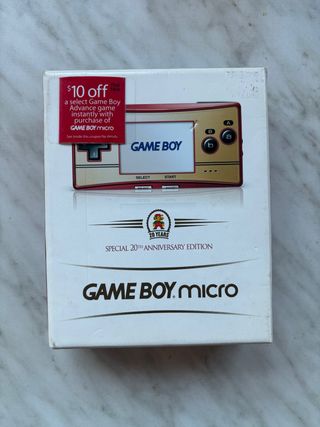 $10 off
a select Game Boy
Advance game
instantly with
purchase of
GAME BOY micro
GAME BOY
B
A
SELECT
START
20 YEARS
SPECIAL 20TH ANNIVERSARY EDITION
GAME BOY micro